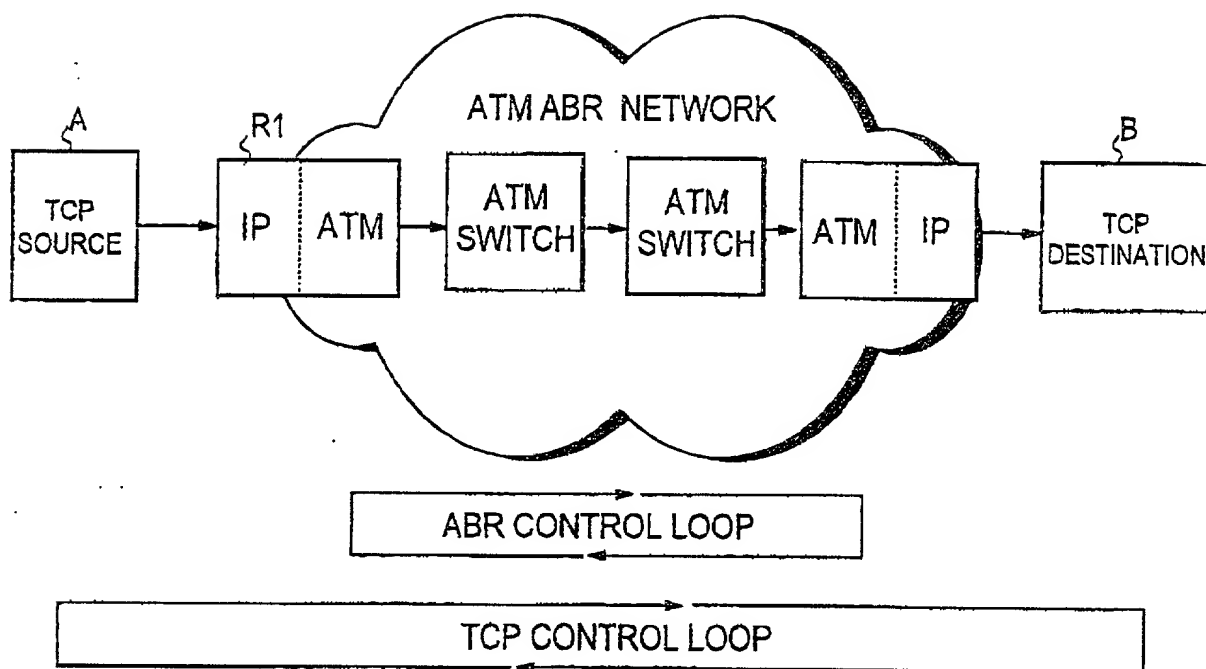 ATM ABR NETWORK
A
R1
B
TCP
SOURCE
IP
ATM
ATM
SWITCH
ATM
SWITCH
ATM
IP
TCP
DESTINATION
ABR CONTROL LOOP
TCP CONTROL LOOP